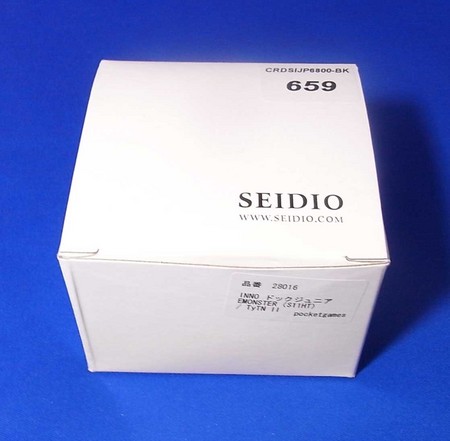 CRDSIJP6800-BK
659
SEIDIO
WWW.SEIDIO.COM
品番 28016
INNO ドックジュニア
EMONSTER (S11HT)
/ TyTN II
pocketgames